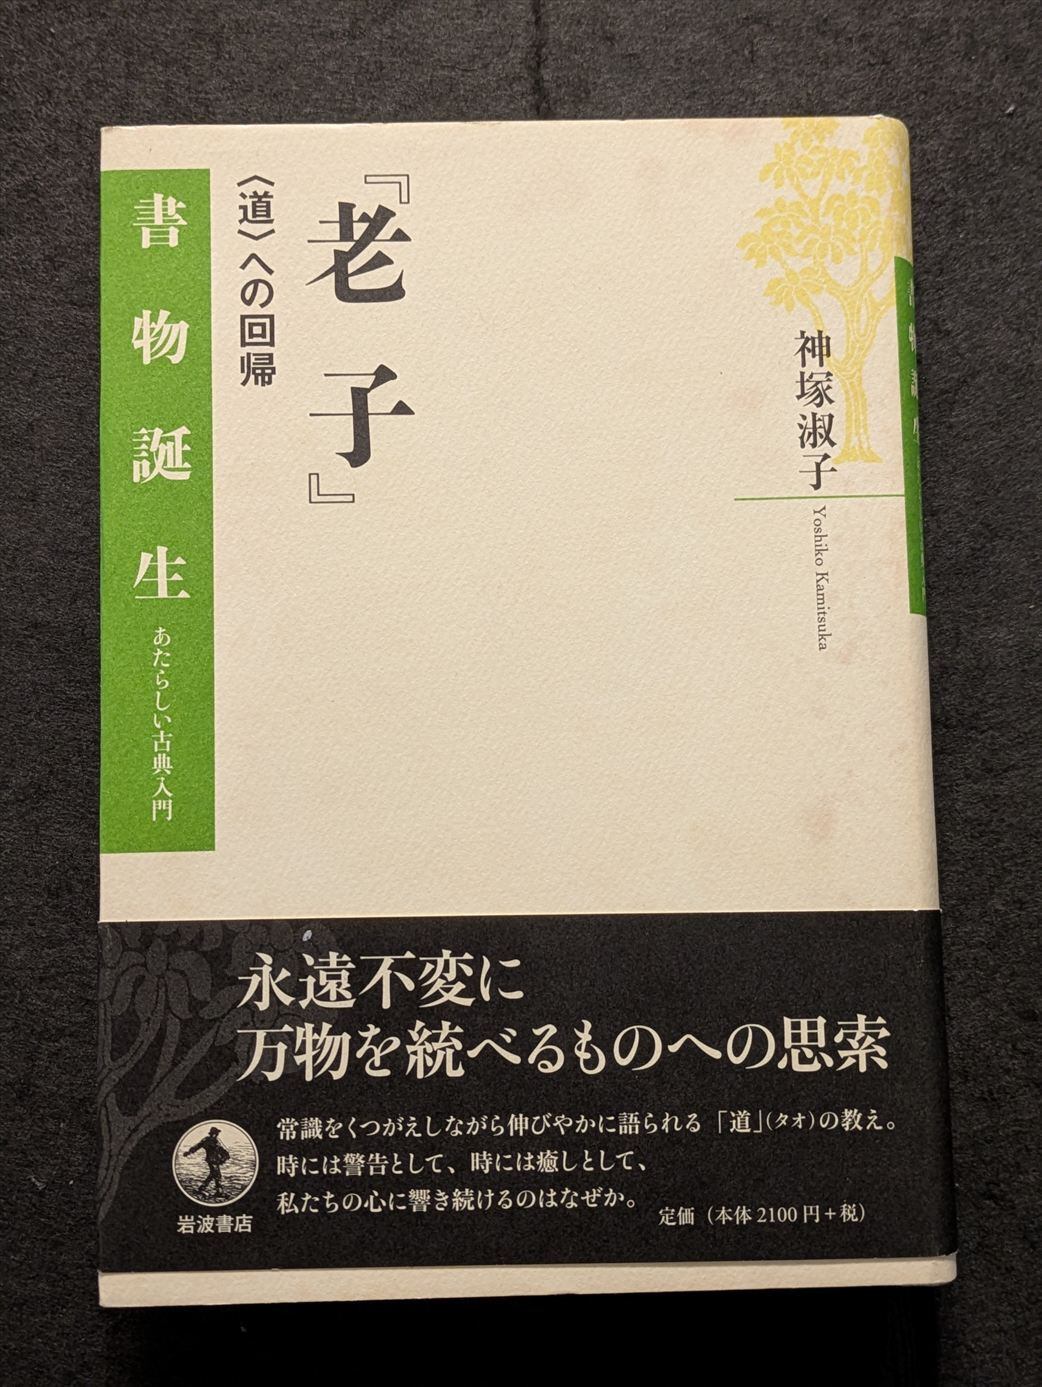 『老子』
〈道〉への回帰
書物誕生
あたらしい古典入門
神塚淑子
Yoshiko Kamitsuka
永遠不変に
万物を統べるものへの思索
常識をくつがえしながら伸びやかに語られる「道」(タオ)の教え。
時には警告として、時には癒しとして、
私たちの心に響き続けるのはなぜか。
定価（本体2100円+税）
岩波書店